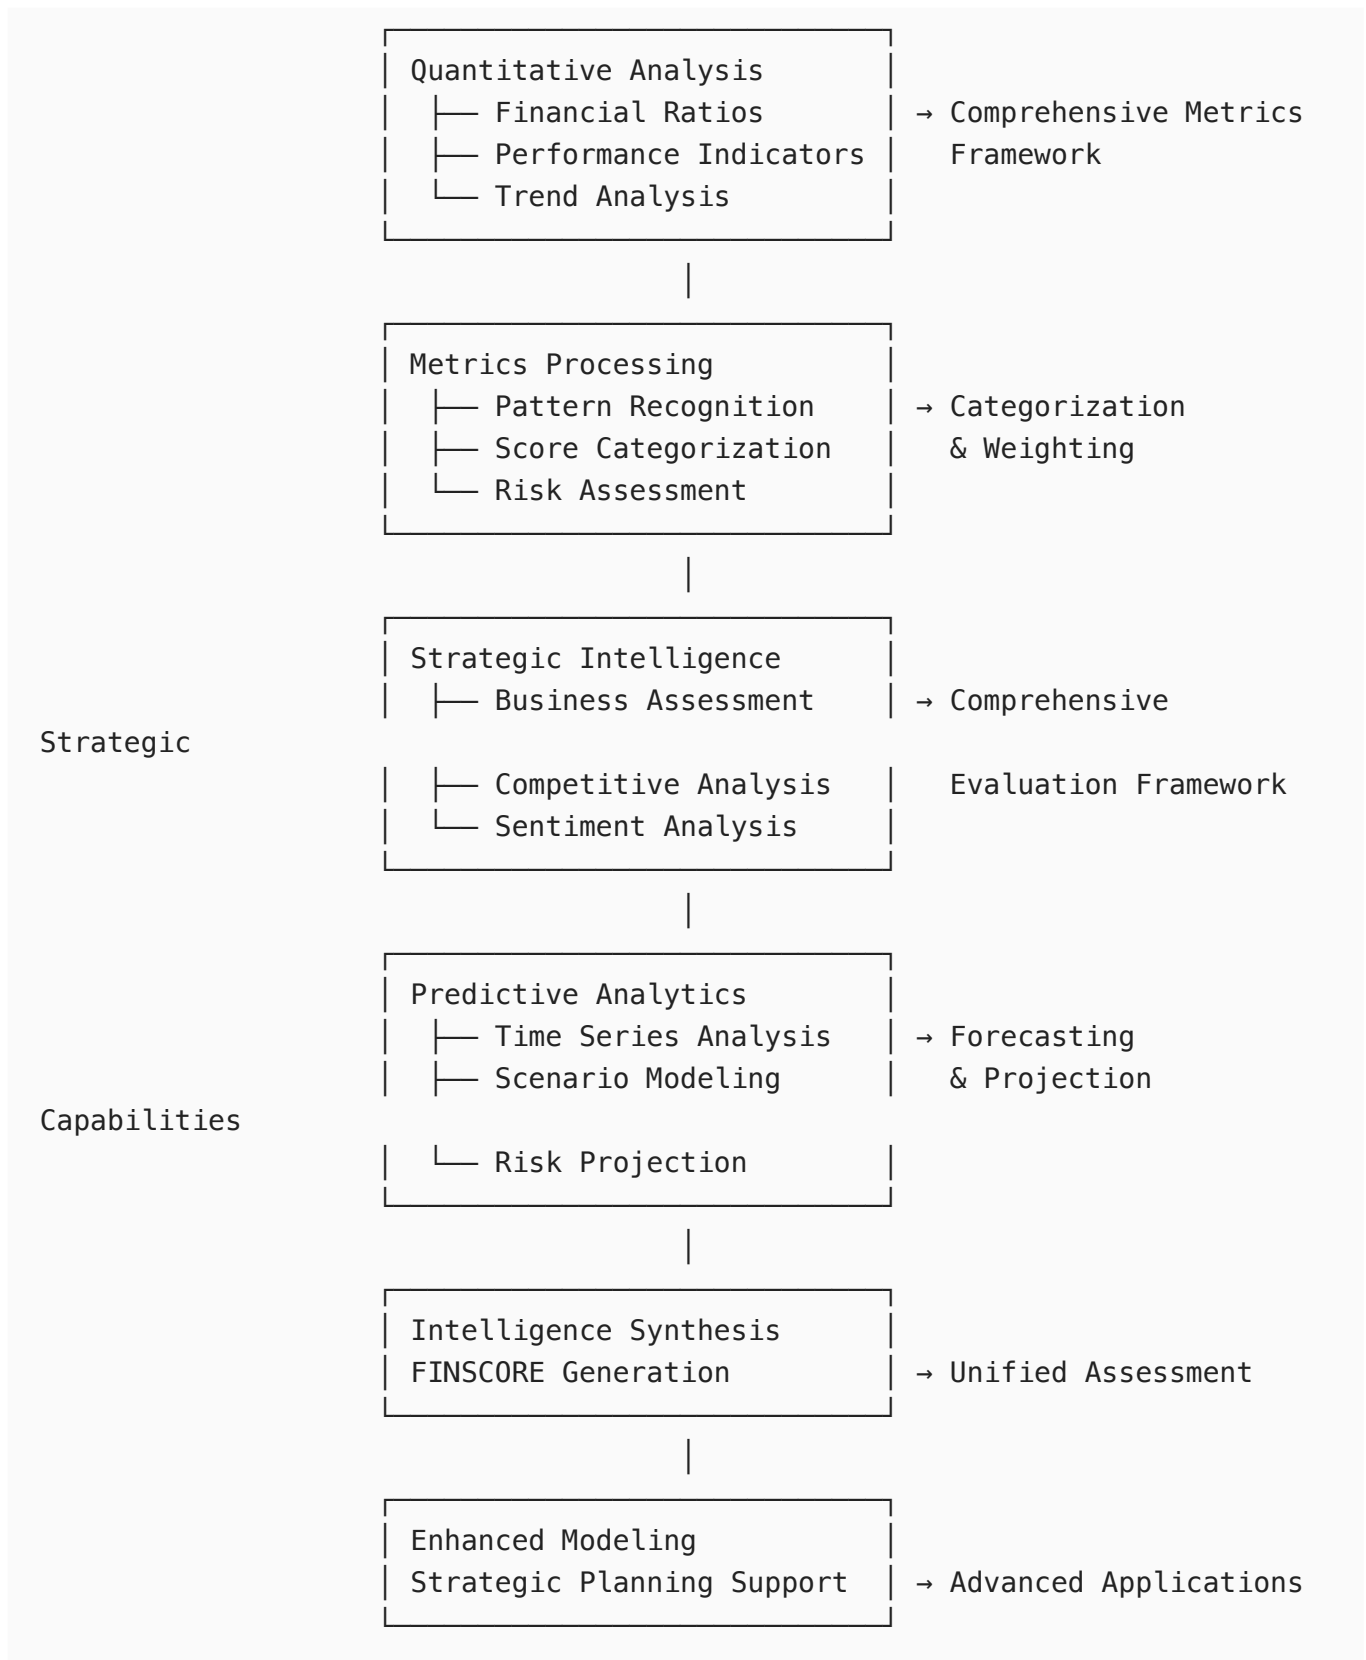 Quantitative Analysis
├── Financial Ratios → Comprehensive Metrics
├── Performance Indicators Framework
└── Trend Analysis
Metrics Processing
├── Pattern Recognition → Categorization
├── Score Categorization & Weighting
└── Risk Assessment
Strategic Intelligence
├── Business Assessment → Comprehensive
Strategic
├── Competitive Analysis Evaluation Framework
└── Sentiment Analysis
Predictive Analytics
├── Time Series Analysis → Forecasting
├── Scenario Modeling & Projection
Capabilities
└── Risk Projection
Intelligence Synthesis
FINSCORE Generation → Unified Assessment
Enhanced Modeling
Strategic Planning Support → Advanced Applications